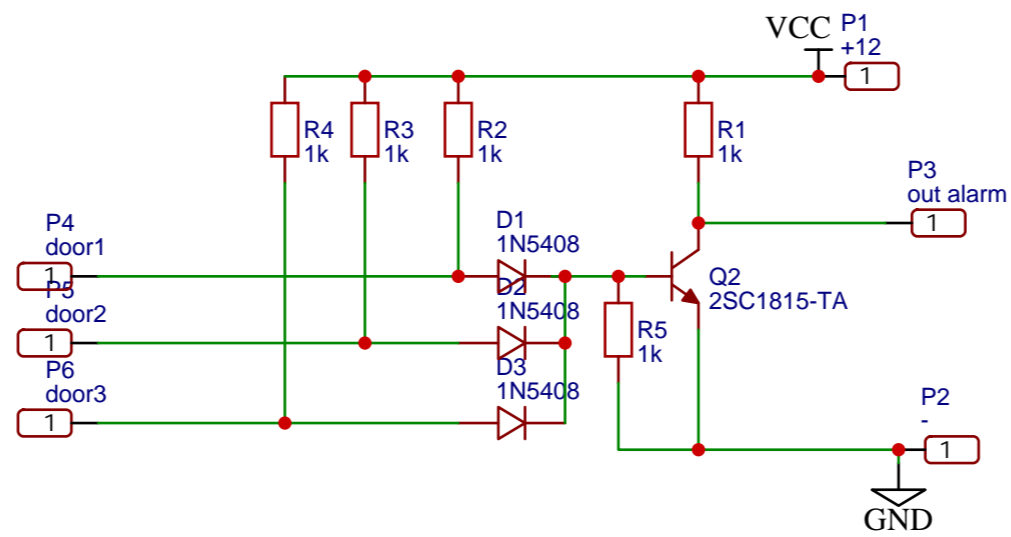 VCC
P1
+12
1
R4
1k
R3
1k
R2
1k
R1
1k
P3
out alarm
1
P4
door1
1
D1
1N5408
P5
door2
1
D2
1N5408
Q2
2SC1815-TA
R5
1k
P6
door3
1
D3
1N5408
P2
-
1
GND